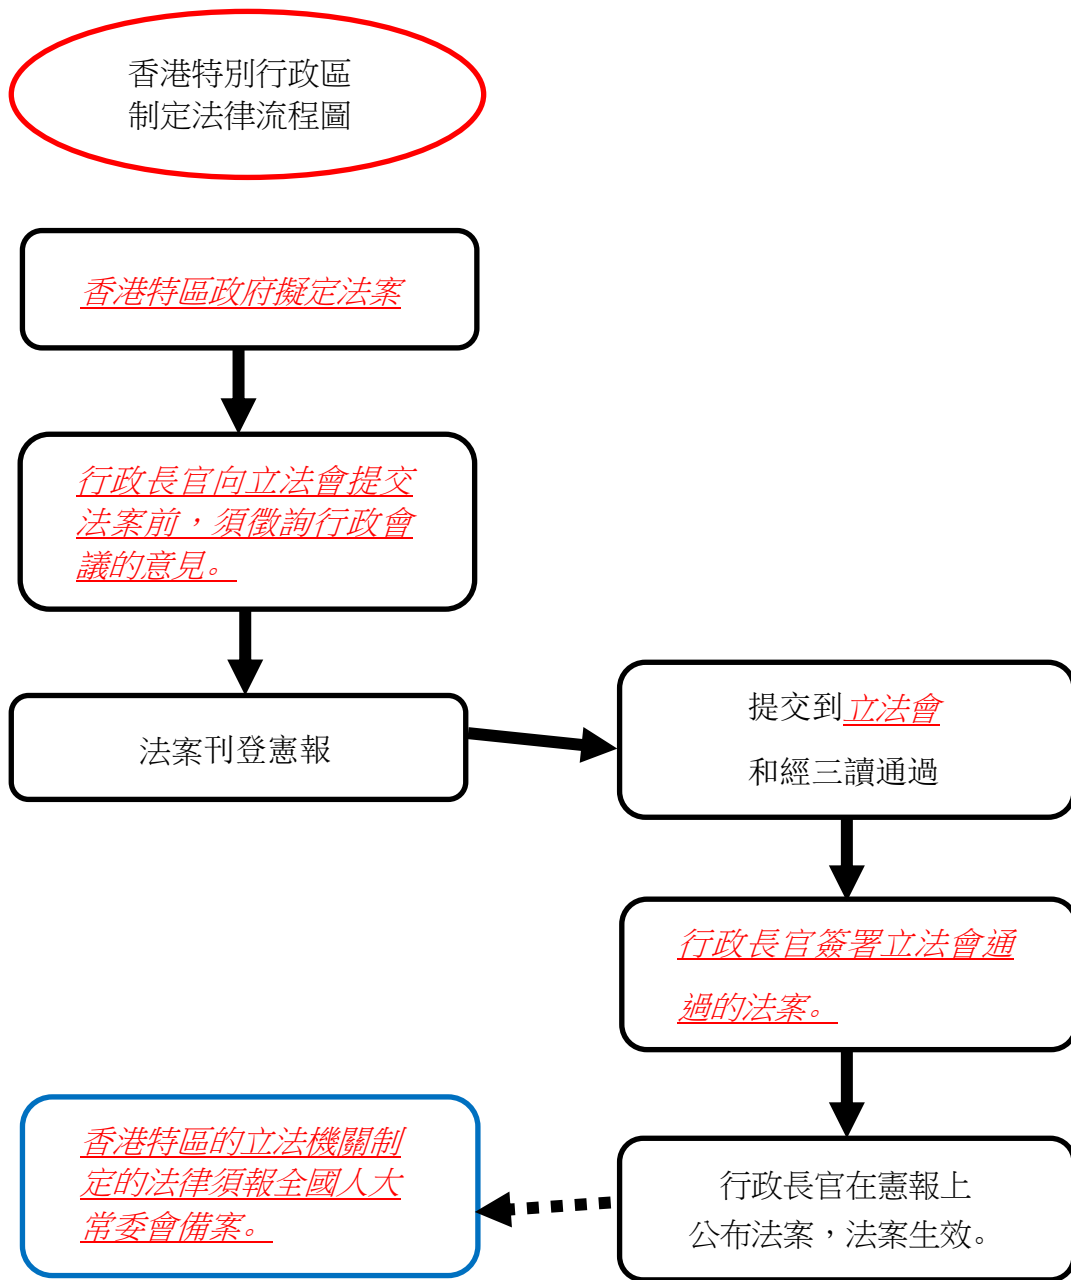 香港特別行政區
制定法律流程圖
香港特區政府擬定法案
行政長官向立法會提交
法案前，須徵詢行政會
議的意見。
法案刊登憲報
提交到立法會
和經三讀通過
行政長官簽署立法會通
過的法案。
行政長官在憲報上
公布法案，法案生效。
香港特區的立法機關制
定的法律須報全國人大
常委會備案。